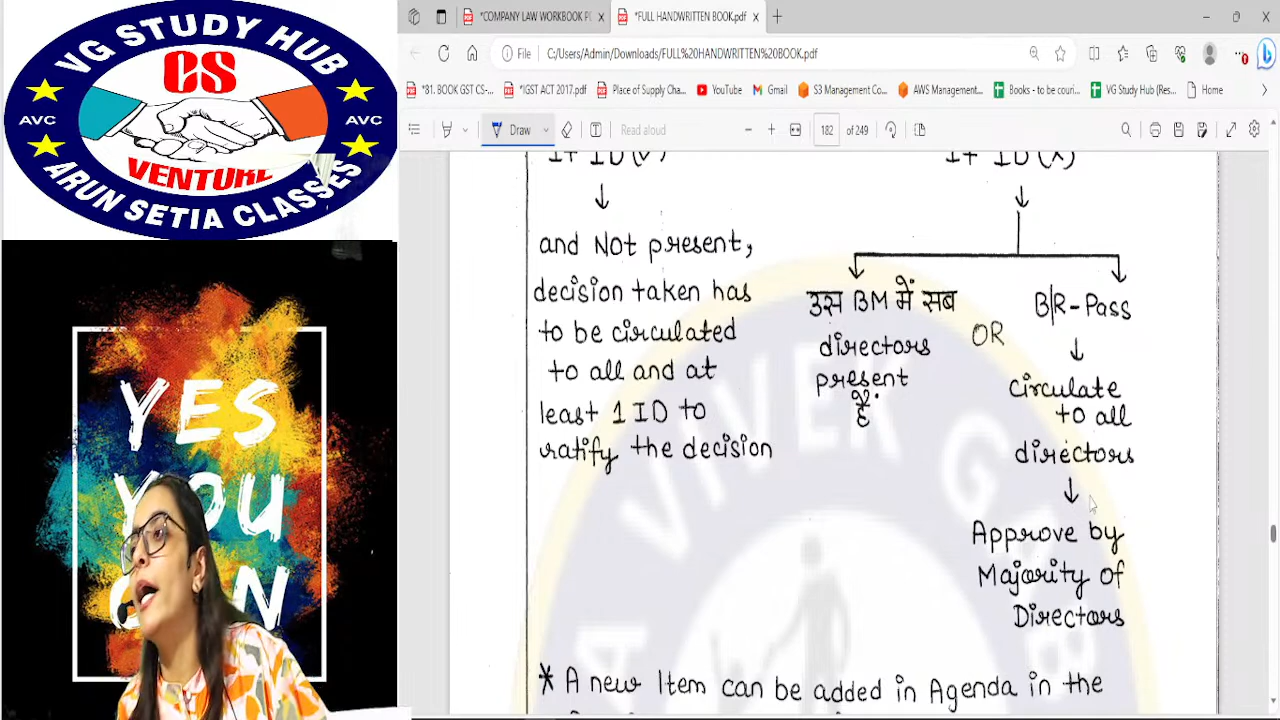 VG STUDY HUB
CS
AVC
AVC
VENTURE
ARUN SETIA CLASSES
YES
YOU
CAN
*COMPANY LAW WORKBOOK P
*FULL HANDWRITTEN BOOK.pdf
File
C:/Users/Admin/Downloads/FULL%20HANDWRITTEN%20BOOK.pdf
*81. BOOK GST CS-...
*IGST ACT 2017.pdf
Place of Supply Cha...
YouTube
Gmail
S3 Management Co...
AWS Management...
Books - to be couri...
VG Study Hub (Res...
Home
Draw
Read aloud
182
of 249
and NOT present,
decision taken has
to be circulated
to all and at
least 1 ID to
ratify the decision
उस BM में सब
directors
present
है
OR
B/R-Pass
circulate
to all
directors
Approve by
Majority of
Directors
* A new Item can be added in Agenda in the